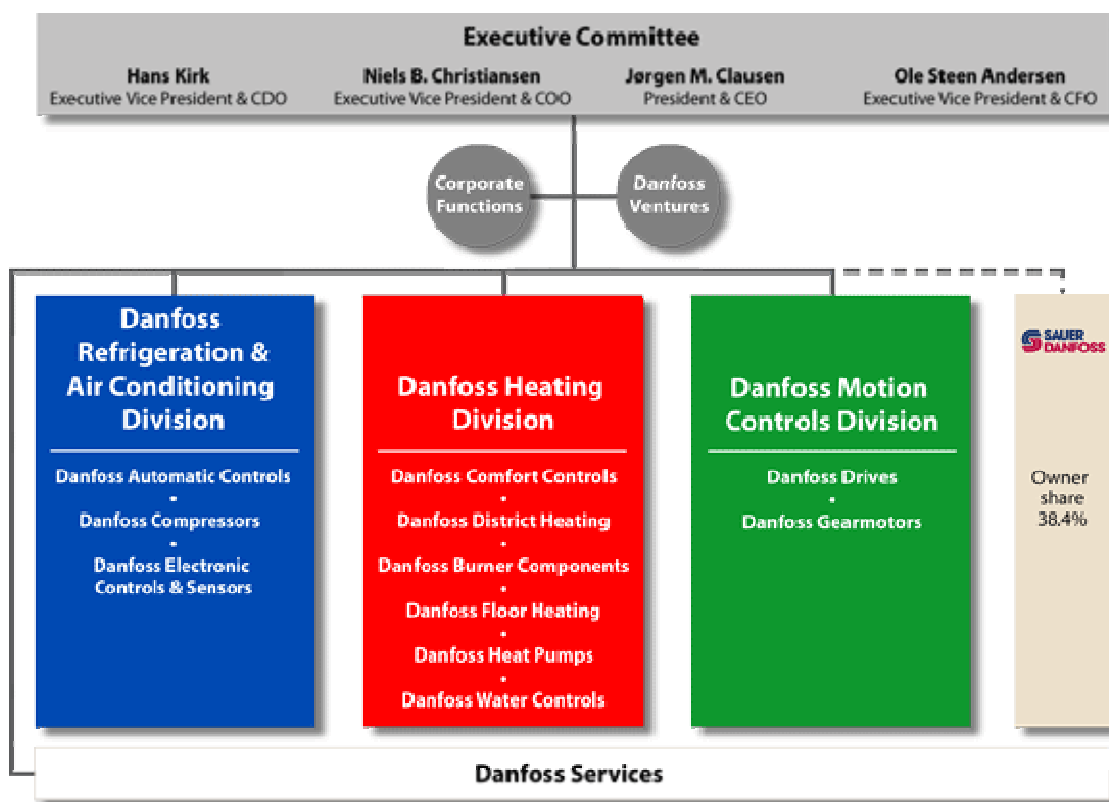 Executive Committee
Hans Kirk
Executive Vice President & CDO
Niels B. Christiansen
Executive Vice President & COO
Jørgen M. Clausen
President & CEO
Ole Steen Andersen
Executive Vice President & CFO
Corporate
Functions
Danfoss
Ventures
Danfoss
Refrigeration &
Air Conditioning
Division
Danfoss Automatic Controls
•
Danfoss Compressors
•
Danfoss Electronic
Controls & Sensors
Danfoss Heating
Division
Danfoss Comfort Controls
•
Danfoss District Heating
•
Danfoss Burner Components
•
Danfoss Floor Heating
•
Danfoss Heat Pumps
•
Danfoss Water Controls
Danfoss Motion
Controls Division
Danfoss Drives
•
Danfoss Gearmotors
SAUER
DANFOSS
Owner
share
38.4%
Danfoss Services